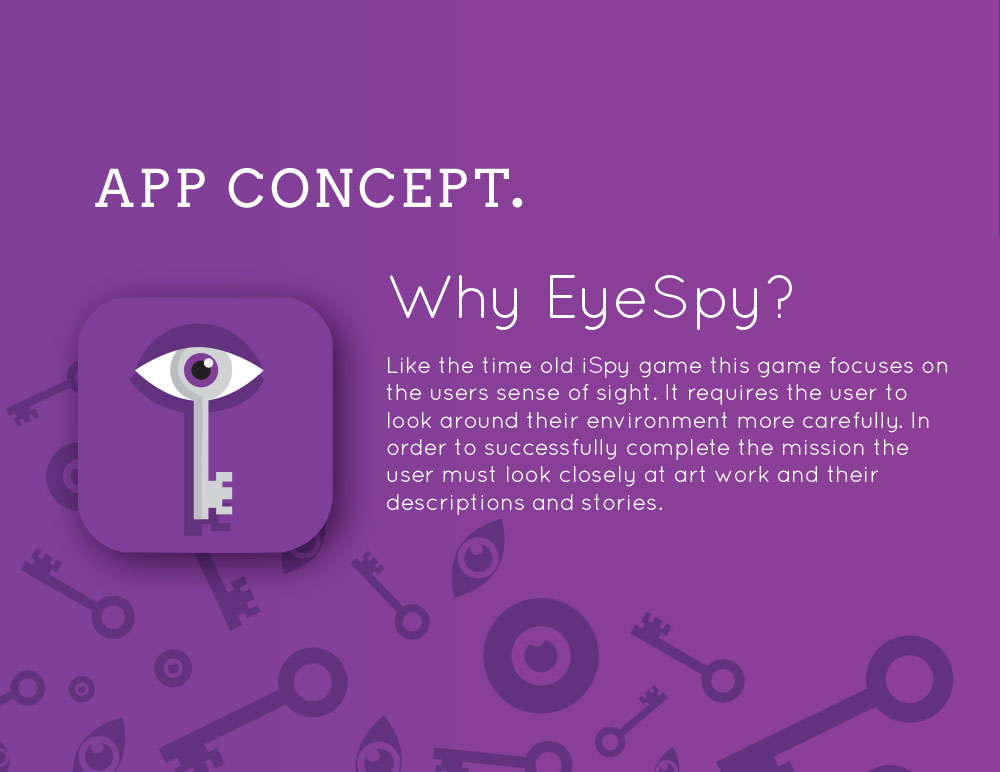 APP CONCEPT.
Why EyeSpy?
Like the time old iSpy game this game focuses on
the users sense of sight. It requires the user to
look around their environment more carefully. In
order to successfully complete the mission the
user must look closely at art work and their
descriptions and stories.